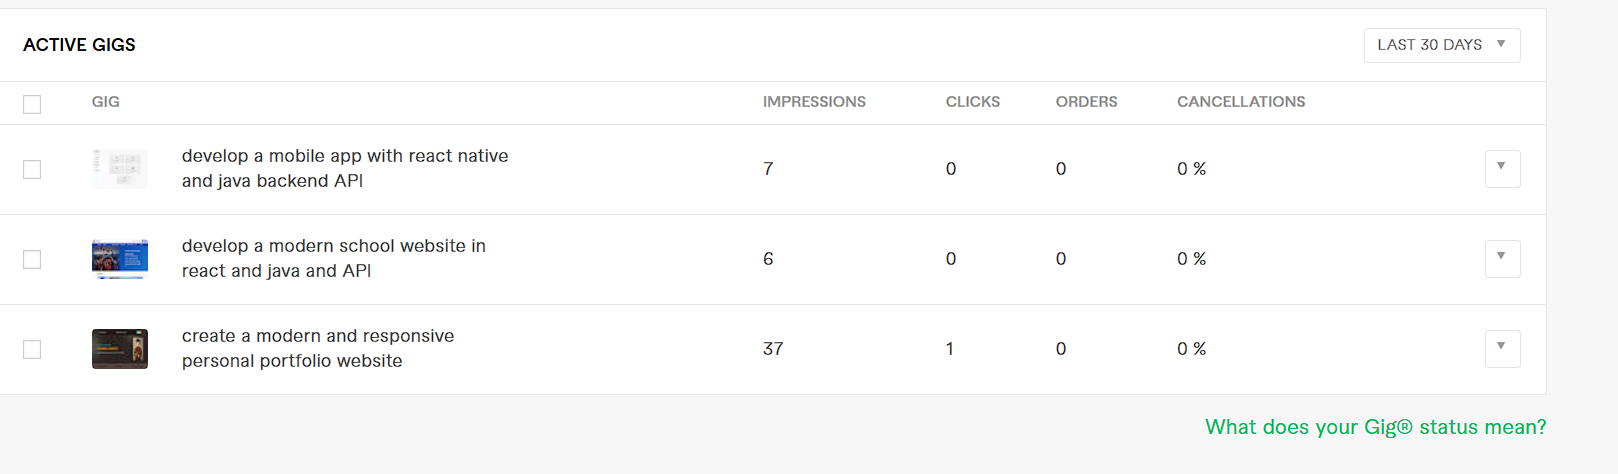 ACTIVE GIGS
LAST 30 DAYS
GIG IMPRESSIONS CLICKS ORDERS CANCELLATIONS
develop a mobile app with react native
and java backend API
7 0 0 0 %
develop a modern school website in
react and java and API
6 0 0 0 %
create a modern and responsive
personal portfolio website
37 1 0 0 %
What does your Gig® status mean?